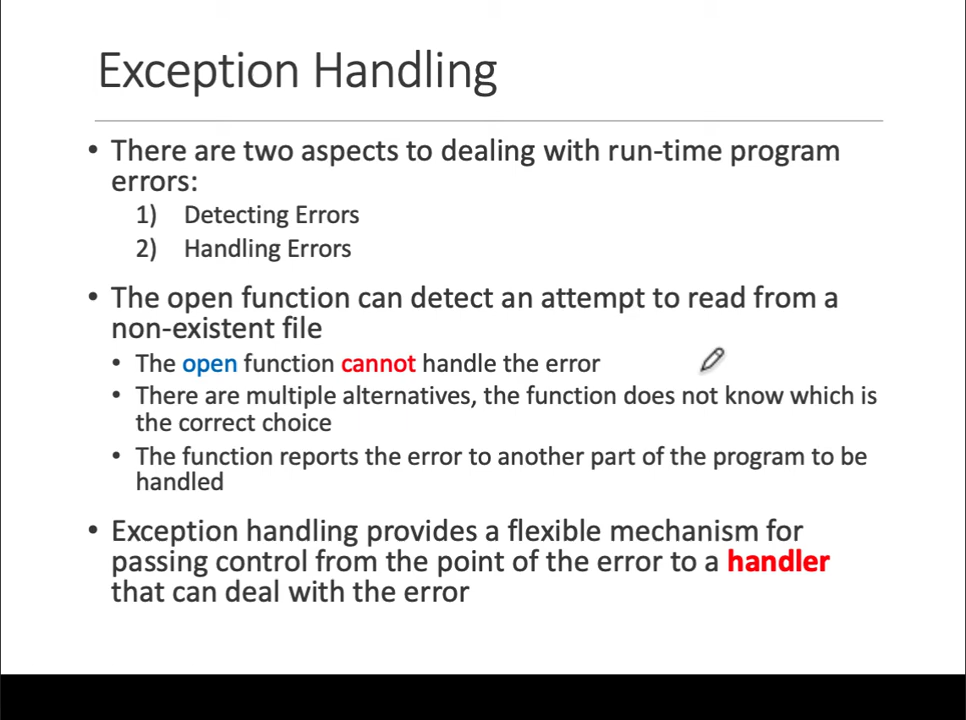 Exception Handling
• There are two aspects to dealing with run-time program
errors:
1) Detecting Errors
2) Handling Errors
• The open function can detect an attempt to read from a
non-existent file
• The open function cannot handle the error
• There are multiple alternatives, the function does not know which is
the correct choice
• The function reports the error to another part of the program to be
handled
• Exception handling provides a flexible mechanism for
passing control from the point of the error to a handler
that can deal with the error